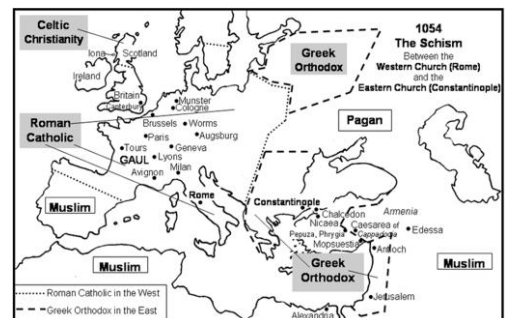 Celtic
Christianity
1054
The Schism
Between the
Western Church (Rome)
and the
Eastern Church (Constantinople)
Iona
Scotland
Ireland
Britain
Canterbury
Greek
Orthodox
Munster
Cologne
Roman
Catholic
Brussels
Worms
Paris
Augsburg
Pagan
Tours
GAUL
Geneva
Lyons
Milan
Avignon
Rome
Constantinople
Muslim
Chalcedon
Nicaea
Armenia
Pepuza, Phrygia
Caesarea of
Cappadocia
Edessa
Mopsuestia
Antioch
Muslim
Greek
Orthodox
Muslim
Jerusalem
Alexandria
Roman Catholic in the West
Greek Orthodox in the East